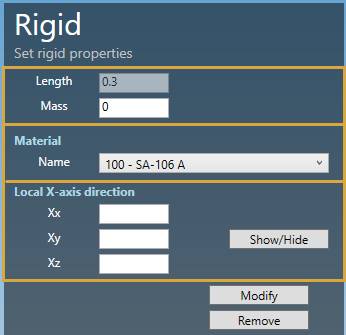 Rigid
Set rigid properties
Length 0.3
Mass 0
Material
Name 100 - SA-106 A
Local X-axis direction
Xx
Xy Show/Hide
Xz
Modify
Remove